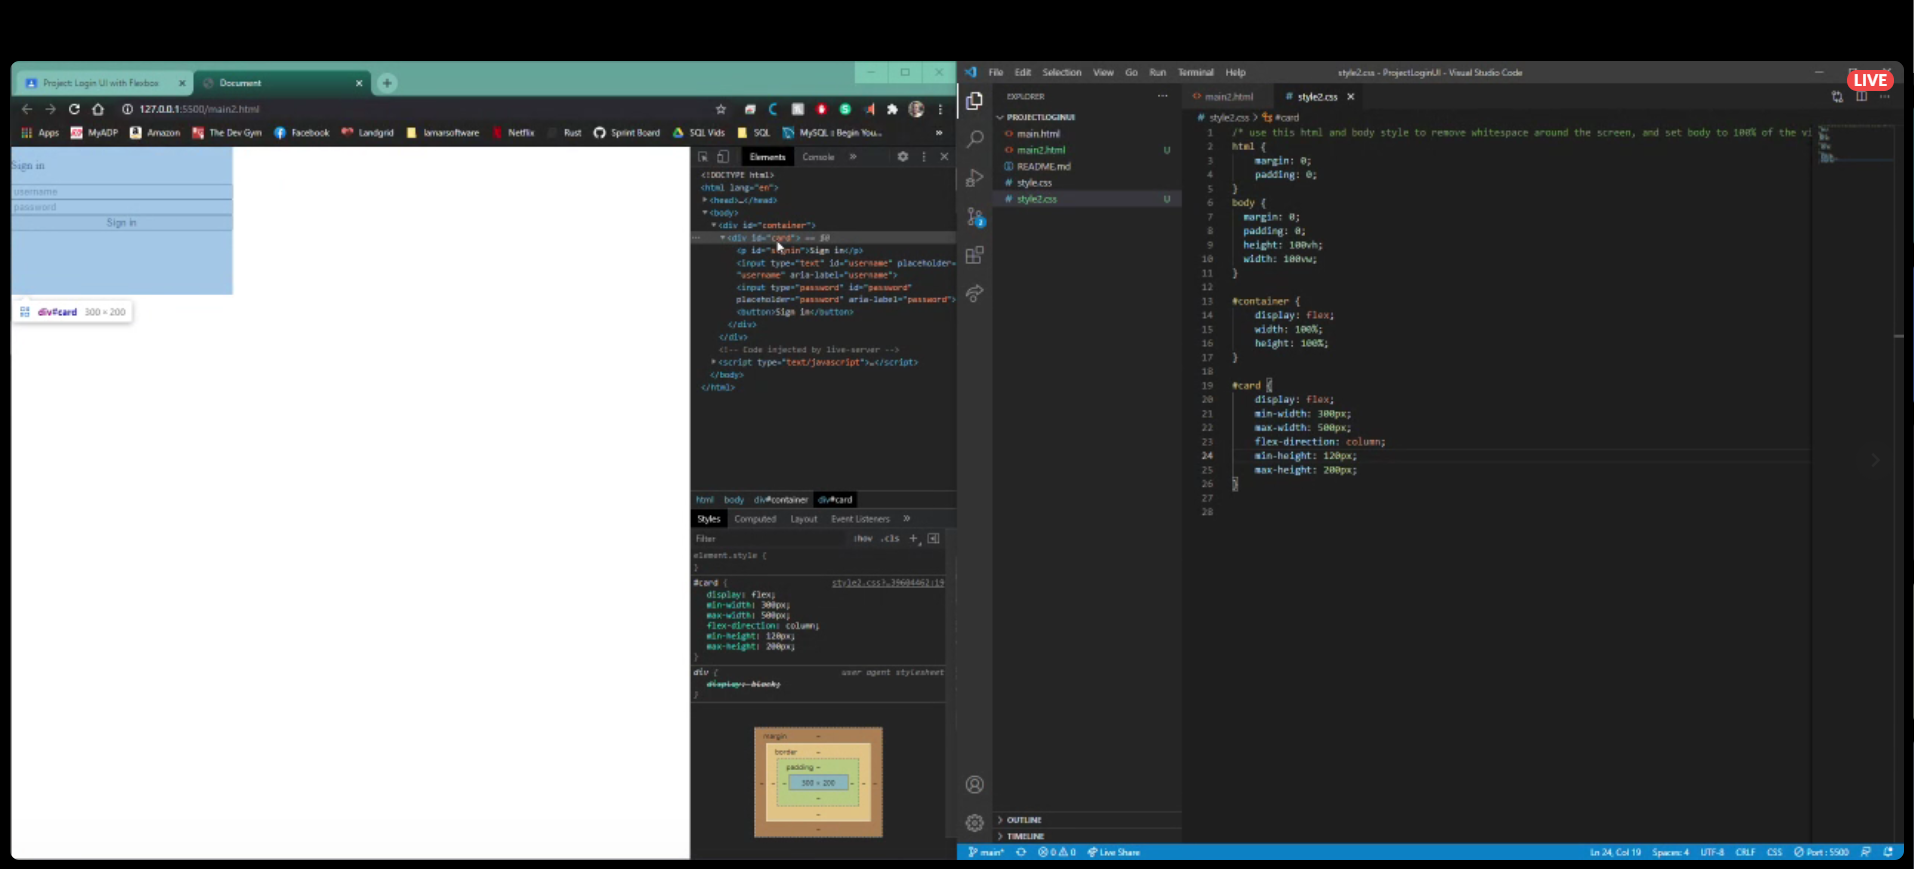 LIVE
Project: Login UI with Flexbox
Document
127.0.0.1:5500/main2.html
Apps MyADP Amazon The Dev Gym Facebook Landgrid lamarsoftware Netflix Rust Sprint Board SQL Vids SQL MySQL :: Begin You... »
Sign in
username
password
Sign in
div#card 300 × 200
Elements Console »
<!DOCTYPE html>
<html lang="en">
<head>…</head>
<body>
<div id="container">
<div id="card"> == $0
<p id="signin">Sign in</p>
<input type="text" id="username" placeholder=
"username" aria-label="username">
<input type="password" id="password"
placeholder="password" aria-label="password">
<button>Sign in</button>
</div>
</div>
<!-- Code injected by live-server -->
<script type="text/javascript">…</script>
</body>
</html>
html body div#container div#card
Styles Computed Layout Event Listeners »
Filter :hov .cls +
element.style {
}
#card { style2.css?…39604462:19
display: flex;
min-width: 300px;
max-width: 500px;
flex-direction: column;
min-height: 120px;
max-height: 200px;
}
div { user agent stylesheet
display: block;
}
margin –
border –
padding –
300 × 200
File Edit Selection View Go Run Terminal Help style2.css - ProjectLoginUI - Visual Studio Code
EXPLORER ...
PROJECTLOGINUI
main.html
main2.html U
README.md
style.css
style2.css U
2
OUTLINE
TIMELINE
main2.html # style2.css ×
# style2.css > #card
1 /* use this html and body style to remove whitespace around the screen, and set body to 100% of the vi
2 html {
3 margin: 0;
4 padding: 0;
5 }
6 body {
7 margin: 0;
8 padding: 0;
9 height: 100vh;
10 width: 100vw;
11 }
12
13 #container {
14 display: flex;
15 width: 100%;
16 height: 100%;
17 }
18
19 #card {
20 display: flex;
21 min-width: 300px;
22 max-width: 500px;
23 flex-direction: column;
24 min-height: 120px;
25 max-height: 200px;
26 }
27
28
main* 0 0 Live Share Ln 24, Col 19 Spaces: 4 UTF-8 CRLF CSS Port : 5500